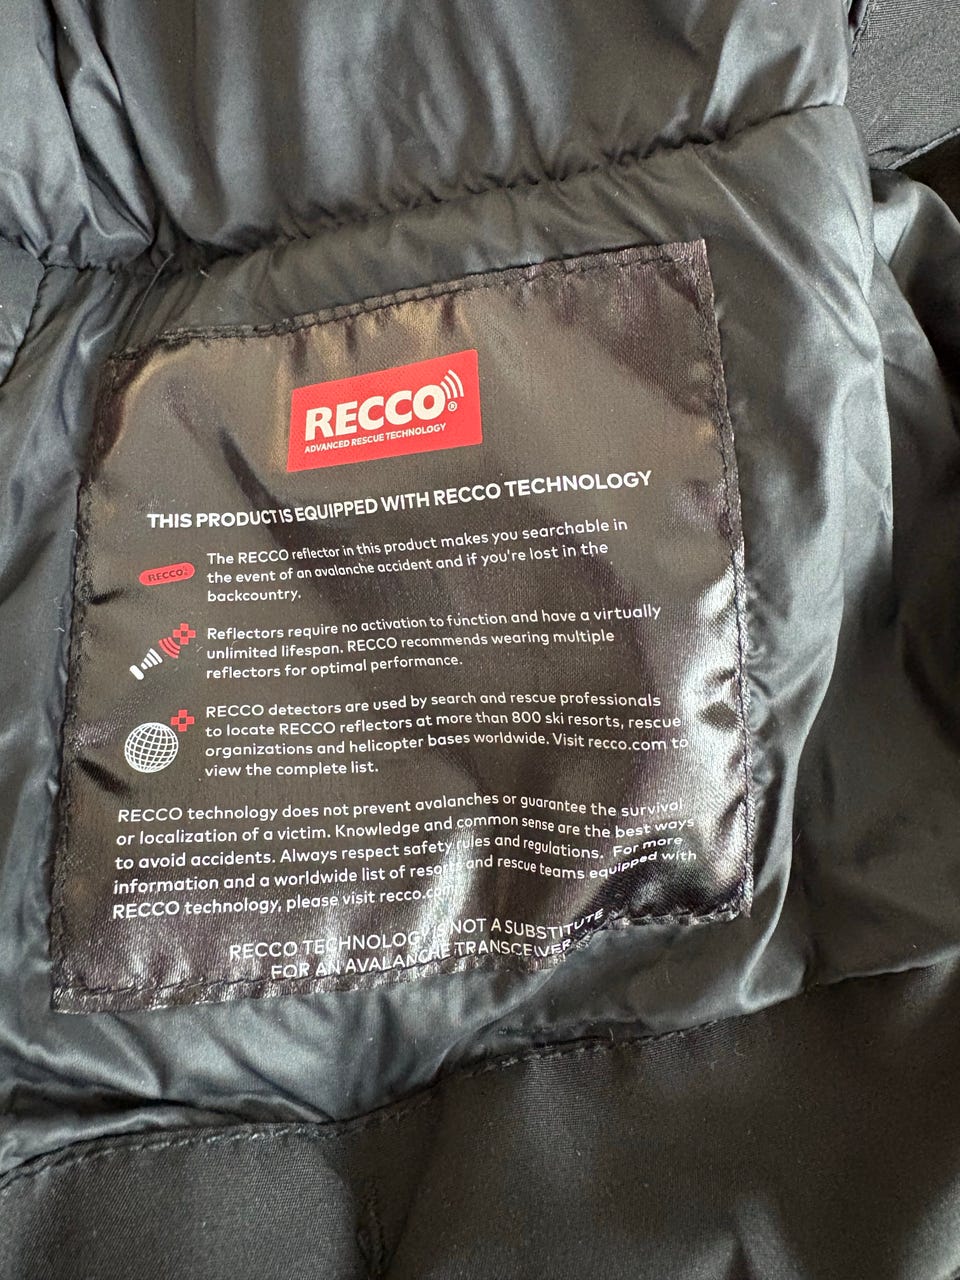 RECCO®
ADVANCED RESCUE TECHNOLOGY
THIS PRODUCT IS EQUIPPED WITH RECCO TECHNOLOGY
RECCO
The RECCO reflector in this product makes you searchable in
the event of an avalanche accident and if you're lost in the
backcountry.
Reflectors require no activation to function and have a virtually
unlimited lifespan. RECCO recommends wearing multiple
reflectors for optimal performance.
RECCO detectors are used by search and rescue professionals
to locate RECCO reflectors at more than 800 ski resorts, rescue
organizations and helicopter bases worldwide. Visit recco.com to
view the complete list.
RECCO technology does not prevent avalanches or guarantee the survival
or localization of a victim. Knowledge and common sense are the best ways
to avoid accidents. Always respect safety rules and regulations. For more
information and a worldwide list of resorts and rescue teams equipped with
RECCO technology, please visit recco.com
RECCO TECHNOLOGY IS NOT A SUBSTITUTE
FOR AN AVALANCHE TRANSCEIVER